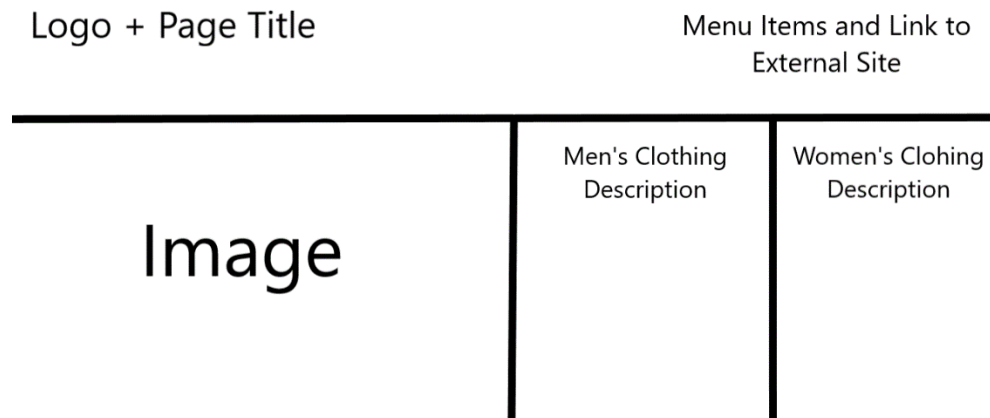 Logo + Page Title
Menu Items and Link to
External Site
Image
Men's Clothing
Description
Women's Clohing
Description